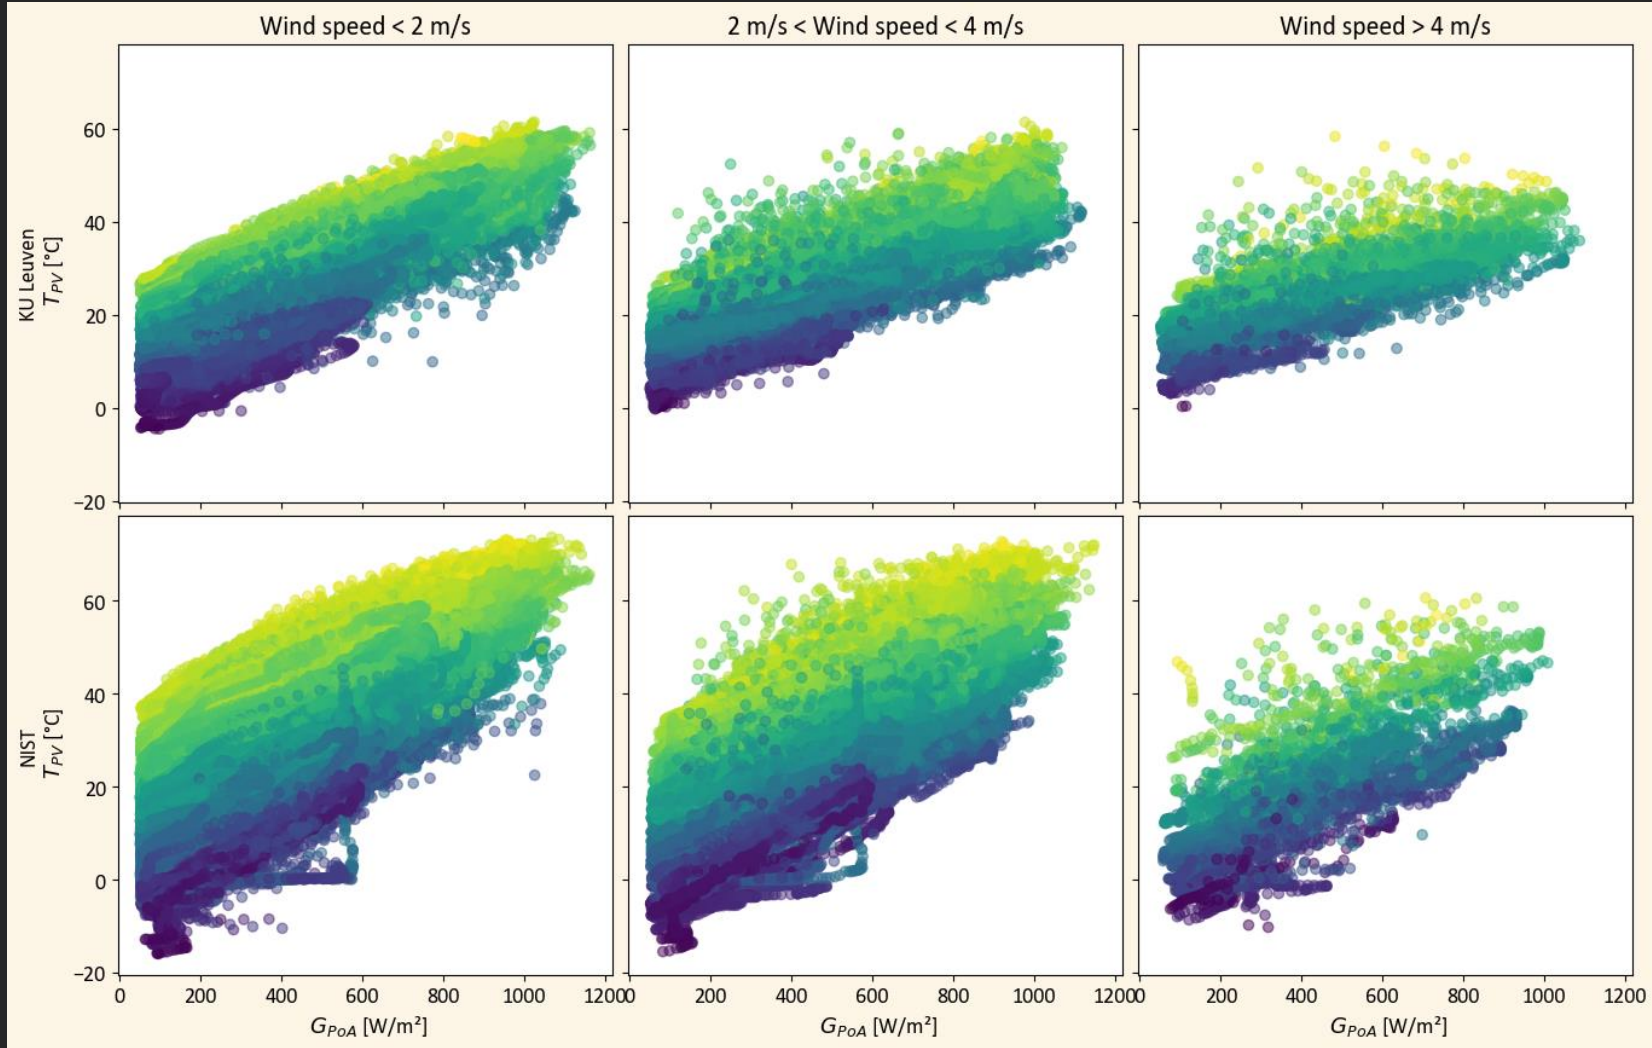 Wind speed < 2 m/s
2 m/s < Wind speed < 4 m/s
Wind speed > 4 m/s
KU Leuven
T_PV [°C]
60
40
20
0
−20
NIST
T_PV [°C]
60
40
20
0
−20
0 200 400 600 800 1000 1200
0 200 400 600 800 1000 1200
0 200 400 600 800 1000 1200
G_PoA [W/m²]
G_PoA [W/m²]
G_PoA [W/m²]